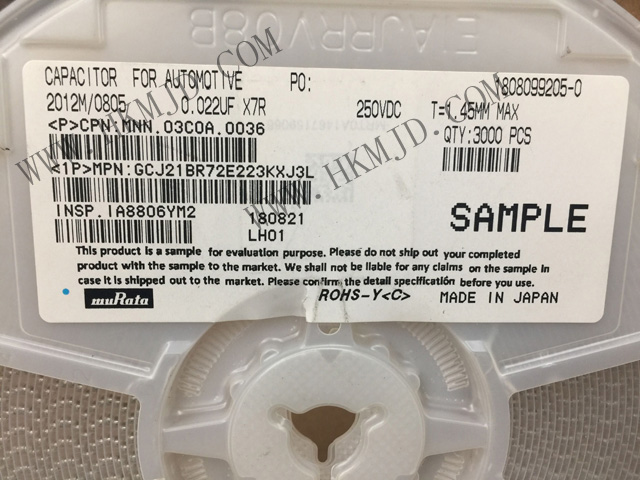 EIAJRRV08B
CAPACITOR FOR AUTOMOTIVE PO: 1808099205-0
2012M/0805 0.022UF X7R 250VDC T=1.45MM MAX
<P>CPN:MNN.03C0A.0036 QTY:3000 PCS
<1P>MPN:GCJ21BR72E223KXJ3L
INSP.IA8806YM2 180821
LH01
SAMPLE
This product is a sample for evaluation purpose. Please do not ship out your completed
product with the sample to the market. We shall not be liable for any claims on the sample in
case it is shipped out to the market. Please confirm the detail specification before you use.
muRata ROHS-Y<C> MADE IN JAPAN
WWW.HKMJD.COM
WWW.HKMJD.COM